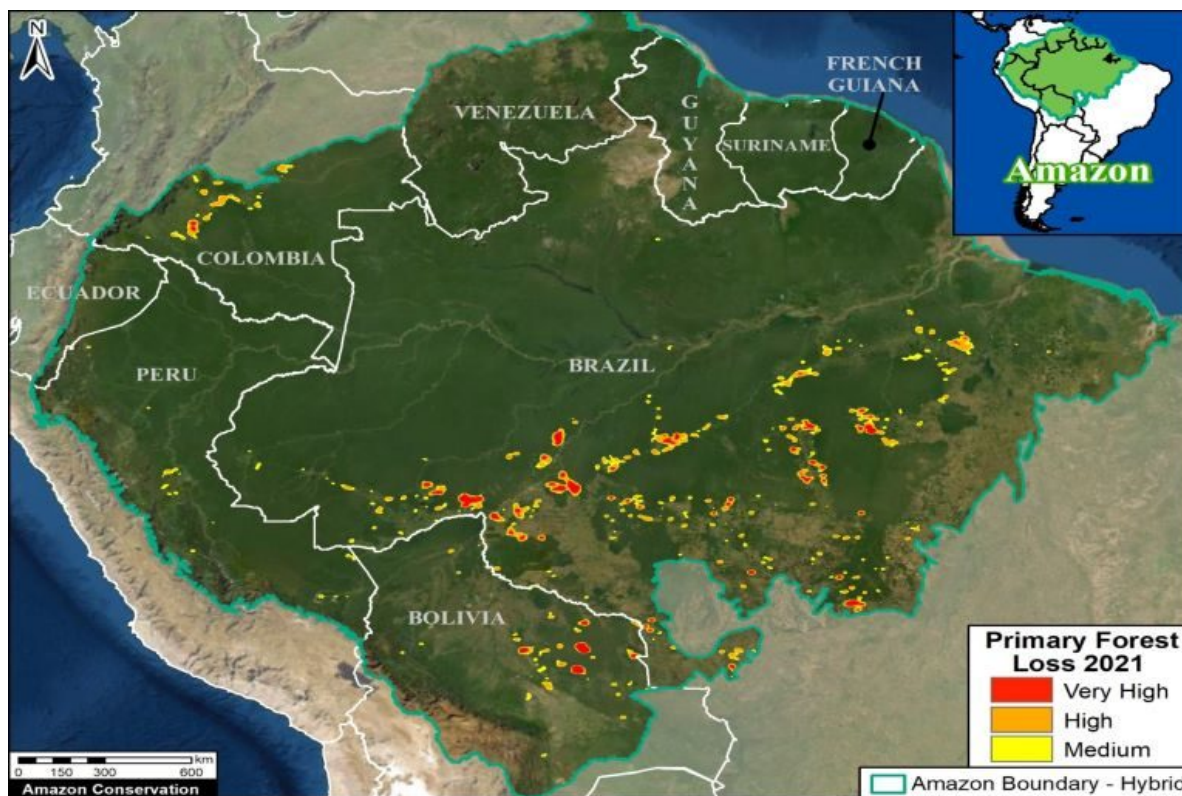 N
VENEZUELA
GUYANA
SURINAME
FRENCH
GUIANA
Amazon
COLOMBIA
ECUADOR
PERU
BRAZIL
BOLIVIA
Primary Forest
Loss 2021
Very High
High
Medium
Amazon Boundary - Hybrid
km
0 150 300 600
Amazon Conservation